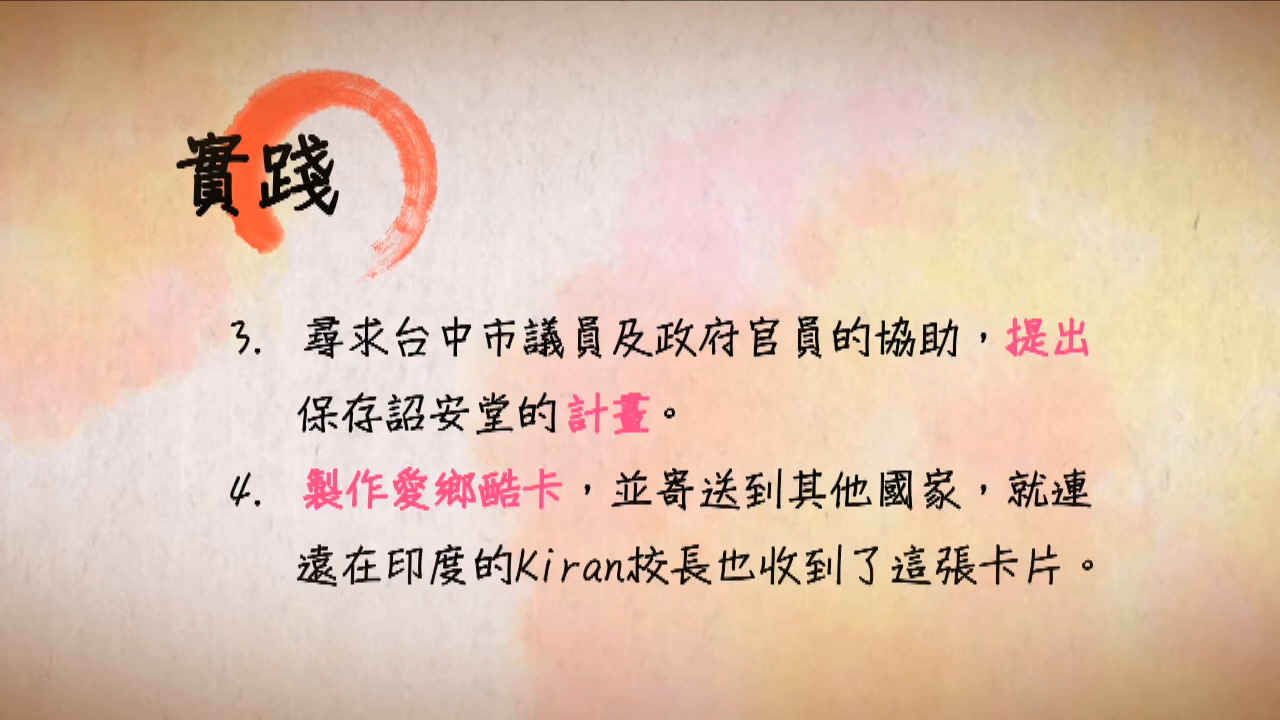 實踐
3. 尋求台中市議員及政府官員的協助，提出
保存詔安堂的計畫。
4. 製作愛鄉酷卡，並寄送到其他國家，就連
遠在印度的Kiran校長也收到了這張卡片。